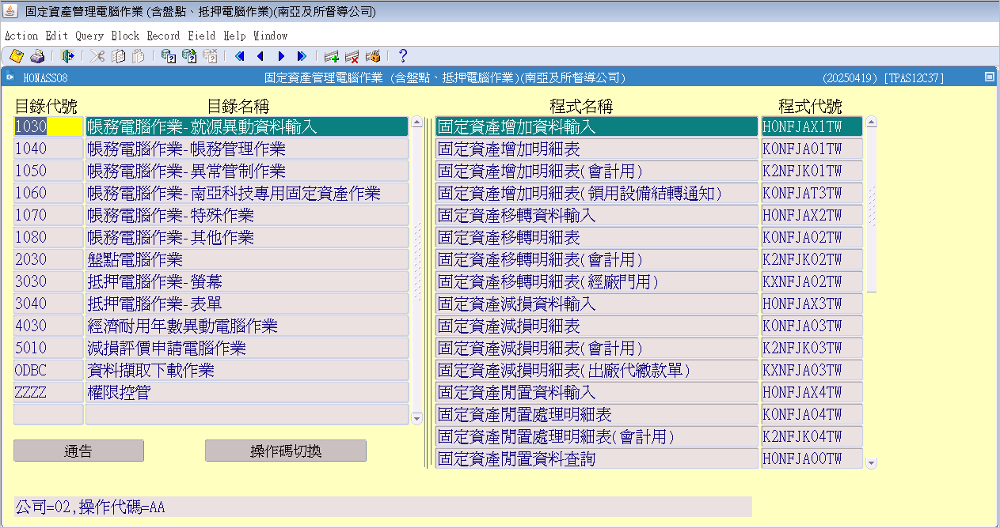 固定資產管理電腦作業 (含盤點、抵押電腦作業)(南亞及所督導公司)
Action Edit Query Block Record Field Help Window
HONASS08 固定資產管理電腦作業 (含盤點、抵押電腦作業)(南亞及所督導公司) (20250419) [TPAS12C37]
目錄代號 目錄名稱 程式名稱 程式代號
1030 帳務電腦作業-就源異動資料輸入 固定資產增加資料輸入 HONFJAX1TW
1040 帳務電腦作業-帳務管理作業 固定資產增加明細表 KONFJA01TW
1050 帳務電腦作業-異常管制作業 固定資產增加明細表(會計用) K2NFJK01TW
1060 帳務電腦作業-南亞科技專用固定資產作業 固定資產增加明細表(領用設備結轉通知) KONFJAT3TW
1070 帳務電腦作業-特殊作業 固定資產移轉資料輸入 HONFJAX2TW
1080 帳務電腦作業-其他作業 固定資產移轉明細表 KONFJA02TW
2030 盤點電腦作業 固定資產移轉明細表(會計用) K2NFJK02TW
3030 抵押電腦作業-螢幕 固定資產移轉明細表(經廠門用) KXNFJA02TW
3040 抵押電腦作業-表單 固定資產減損資料輸入 HONFJAX3TW
4030 經濟耐用年數異動電腦作業 固定資產減損明細表 KONFJA03TW
5010 減損評價申請電腦作業 固定資產減損明細表(會計用) K2NFJK03TW
ODBC 資料擷取下載作業 固定資產減損明細表(出廠代繳款單) KXNFJA03TW
ZZZZ 權限控管 固定資產閒置資料輸入 HONFJAX4TW
固定資產閒置處理明細表 KONFJA04TW
固定資產閒置處理明細表(會計用) K2NFJK04TW
通告 操作碼切換 固定資產閒置資料查詢 HONFJA00TW
公司=02,操作代碼=AA